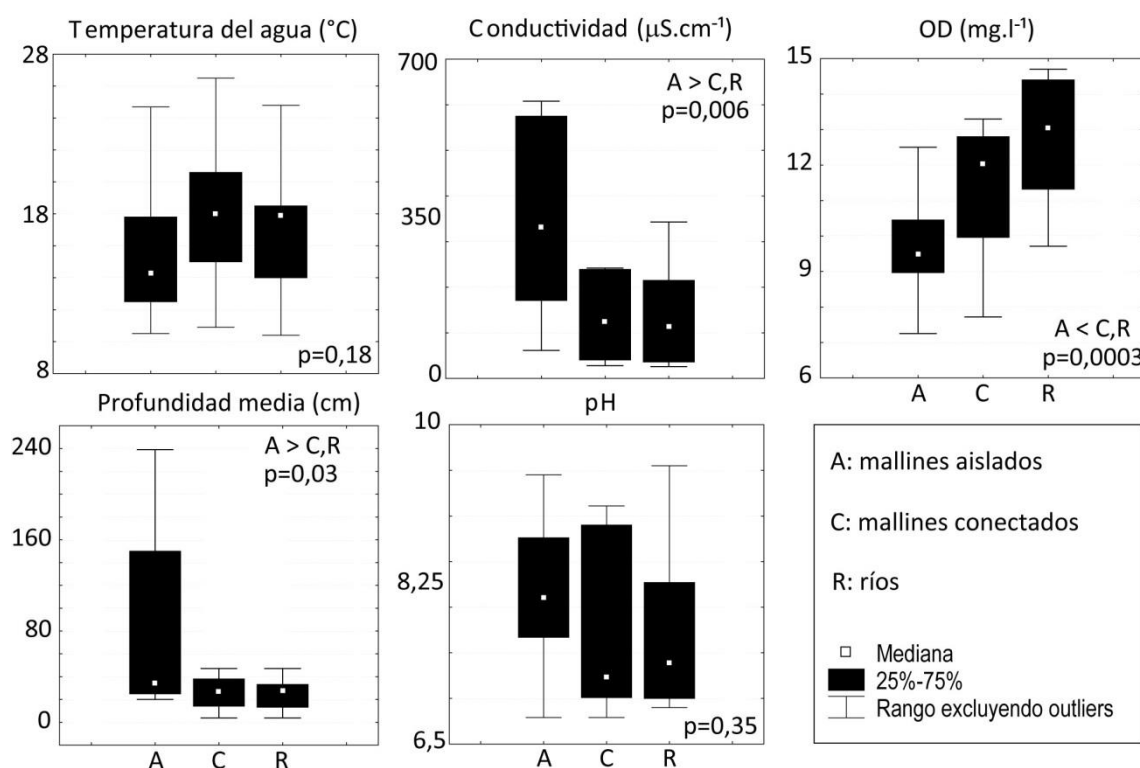 Temperatura del agua (°C)
28
18
8
p=0,18
Conductividad (µS.cm⁻¹)
700
350
0
A > C,R
p=0,006
OD (mg.l⁻¹)
15
12
9
6
A < C,R
p=0,0003
A C R
Profundidad media (cm)
240
160
80
0
A > C,R
p=0,03
A C R
pH
10
8,25
6,5
p=0,35
A C R
A: mallines aislados
C: mallines conectados
R: ríos
Mediana
25%-75%
Rango excluyendo outliers